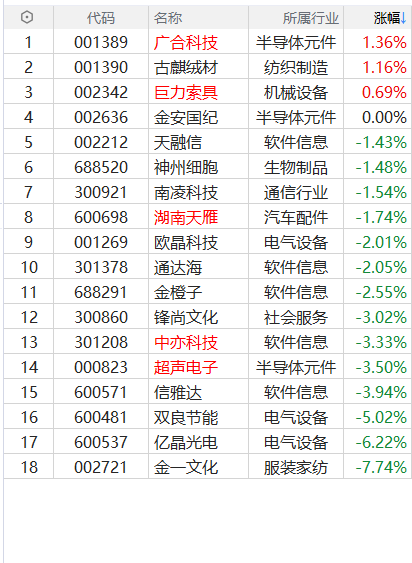 代码 名称 所属行业 涨幅↓
1 001389 广合科技 半导体元件 1.36%
2 001390 古麒绒材 纺织制造 1.16%
3 002342 巨力索具 机械设备 0.69%
4 002636 金安国纪 半导体元件 0.00%
5 002212 天融信 软件信息 -1.43%
6 688520 神州细胞 生物制品 -1.48%
7 300921 南凌科技 通信行业 -1.54%
8 600698 湖南天雁 汽车配件 -1.74%
9 001269 欧晶科技 电气设备 -2.01%
10 301378 通达海 软件信息 -2.05%
11 688291 金橙子 软件信息 -2.55%
12 300860 锋尚文化 社会服务 -3.02%
13 301208 中亦科技 软件信息 -3.33%
14 000823 超声电子 半导体元件 -3.50%
15 600571 信雅达 软件信息 -3.94%
16 600481 双良节能 电气设备 -5.02%
17 600537 亿晶光电 电气设备 -6.22%
18 002721 金一文化 服装家纺 -7.74%